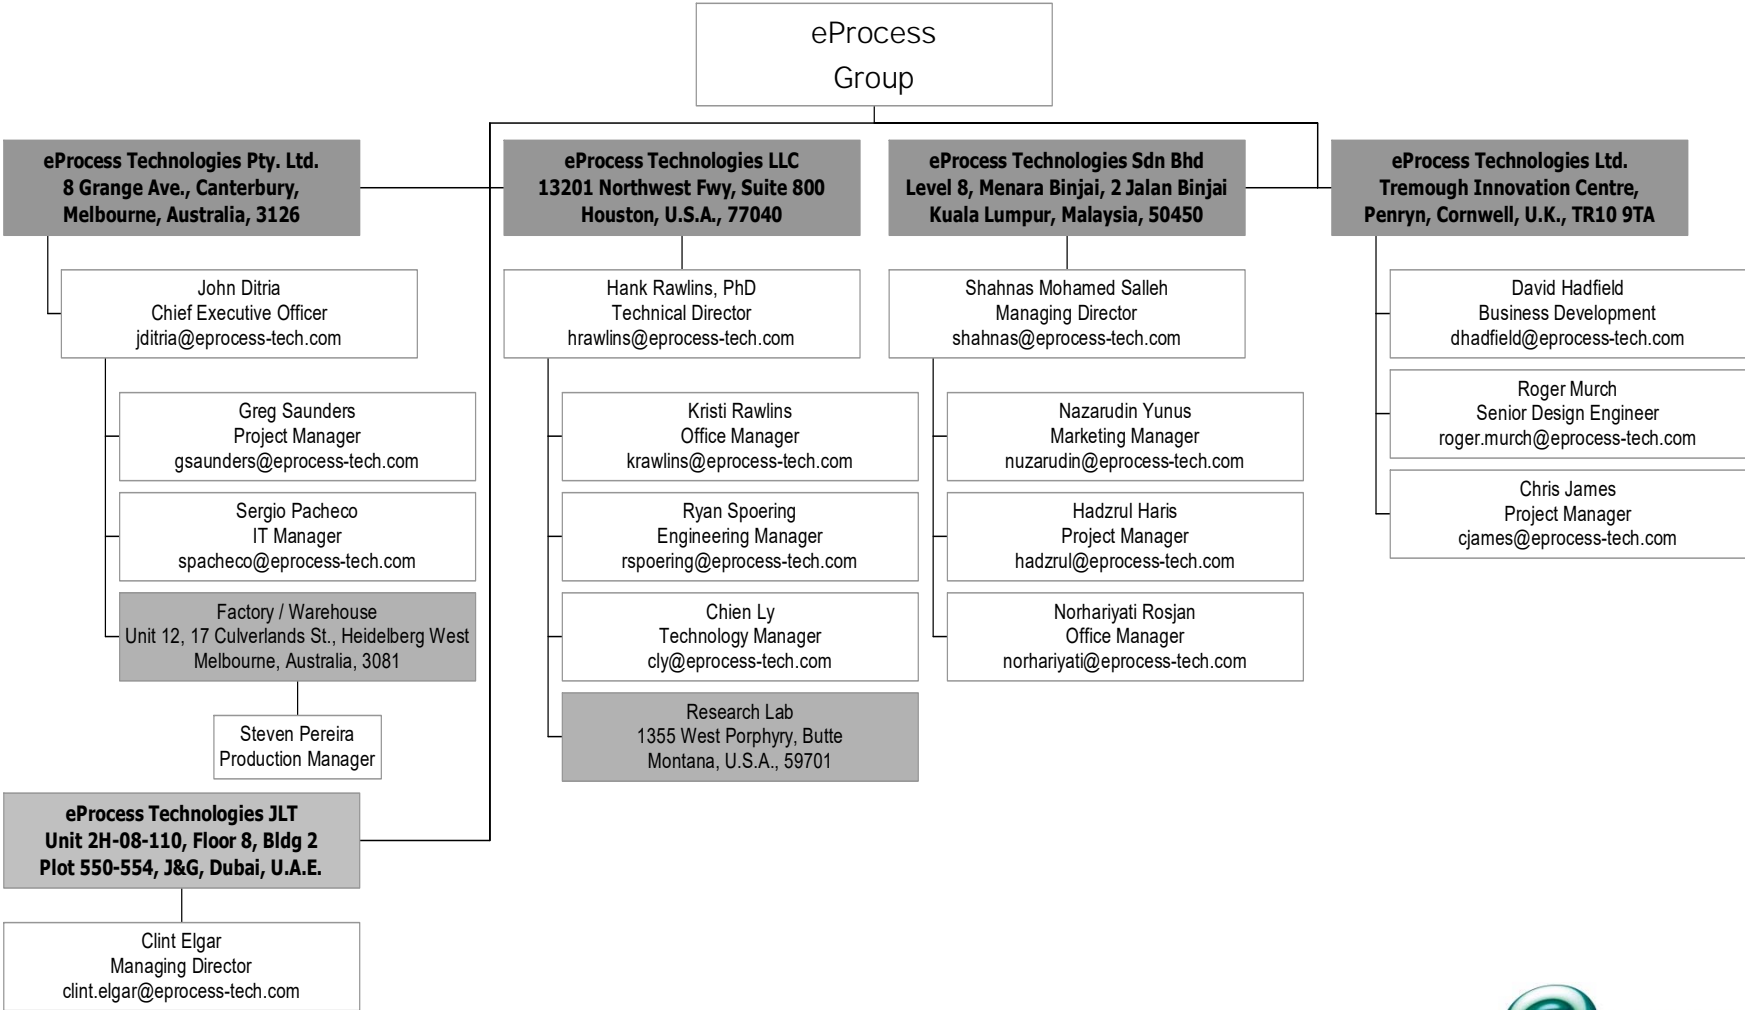 eProcess
Group
eProcess Technologies Pty. Ltd.
8 Grange Ave., Canterbury,
Melbourne, Australia, 3126
John Ditria
Chief Executive Officer
jditria@eprocess-tech.com
Greg Saunders
Project Manager
gsaunders@eprocess-tech.com
Sergio Pacheco
IT Manager
spacheco@eprocess-tech.com
Factory / Warehouse
Unit 12, 17 Culverlands St., Heidelberg West
Melbourne, Australia, 3081
Steven Pereira
Production Manager
eProcess Technologies JLT
Unit 2H-08-110, Floor 8, Bldg 2
Plot 550-554, J&G, Dubai, U.A.E.
Clint Elgar
Managing Director
clint.elgar@eprocess-tech.com
eProcess Technologies LLC
13201 Northwest Fwy, Suite 800
Houston, U.S.A., 77040
Hank Rawlins, PhD
Technical Director
hrawlins@eprocess-tech.com
Kristi Rawlins
Office Manager
krawlins@eprocess-tech.com
Ryan Spoering
Engineering Manager
rspoering@eprocess-tech.com
Chien Ly
Technology Manager
cly@eprocess-tech.com
Research Lab
1355 West Porphyry, Butte
Montana, U.S.A., 59701
eProcess Technologies Sdn Bhd
Level 8, Menara Binjai, 2 Jalan Binjai
Kuala Lumpur, Malaysia, 50450
Shahnas Mohamed Salleh
Managing Director
shahnas@eprocess-tech.com
Nazarudin Yunus
Marketing Manager
nuzarudin@eprocess-tech.com
Hadzrul Haris
Project Manager
hadzrul@eprocess-tech.com
Norhariyati Rosjan
Office Manager
norhariyati@eprocess-tech.com
eProcess Technologies Ltd.
Tremough Innovation Centre,
Penryn, Cornwell, U.K., TR10 9TA
David Hadfield
Business Development
dhadfield@eprocess-tech.com
Roger Murch
Senior Design Engineer
roger.murch@eprocess-tech.com
Chris James
Project Manager
cjames@eprocess-tech.com